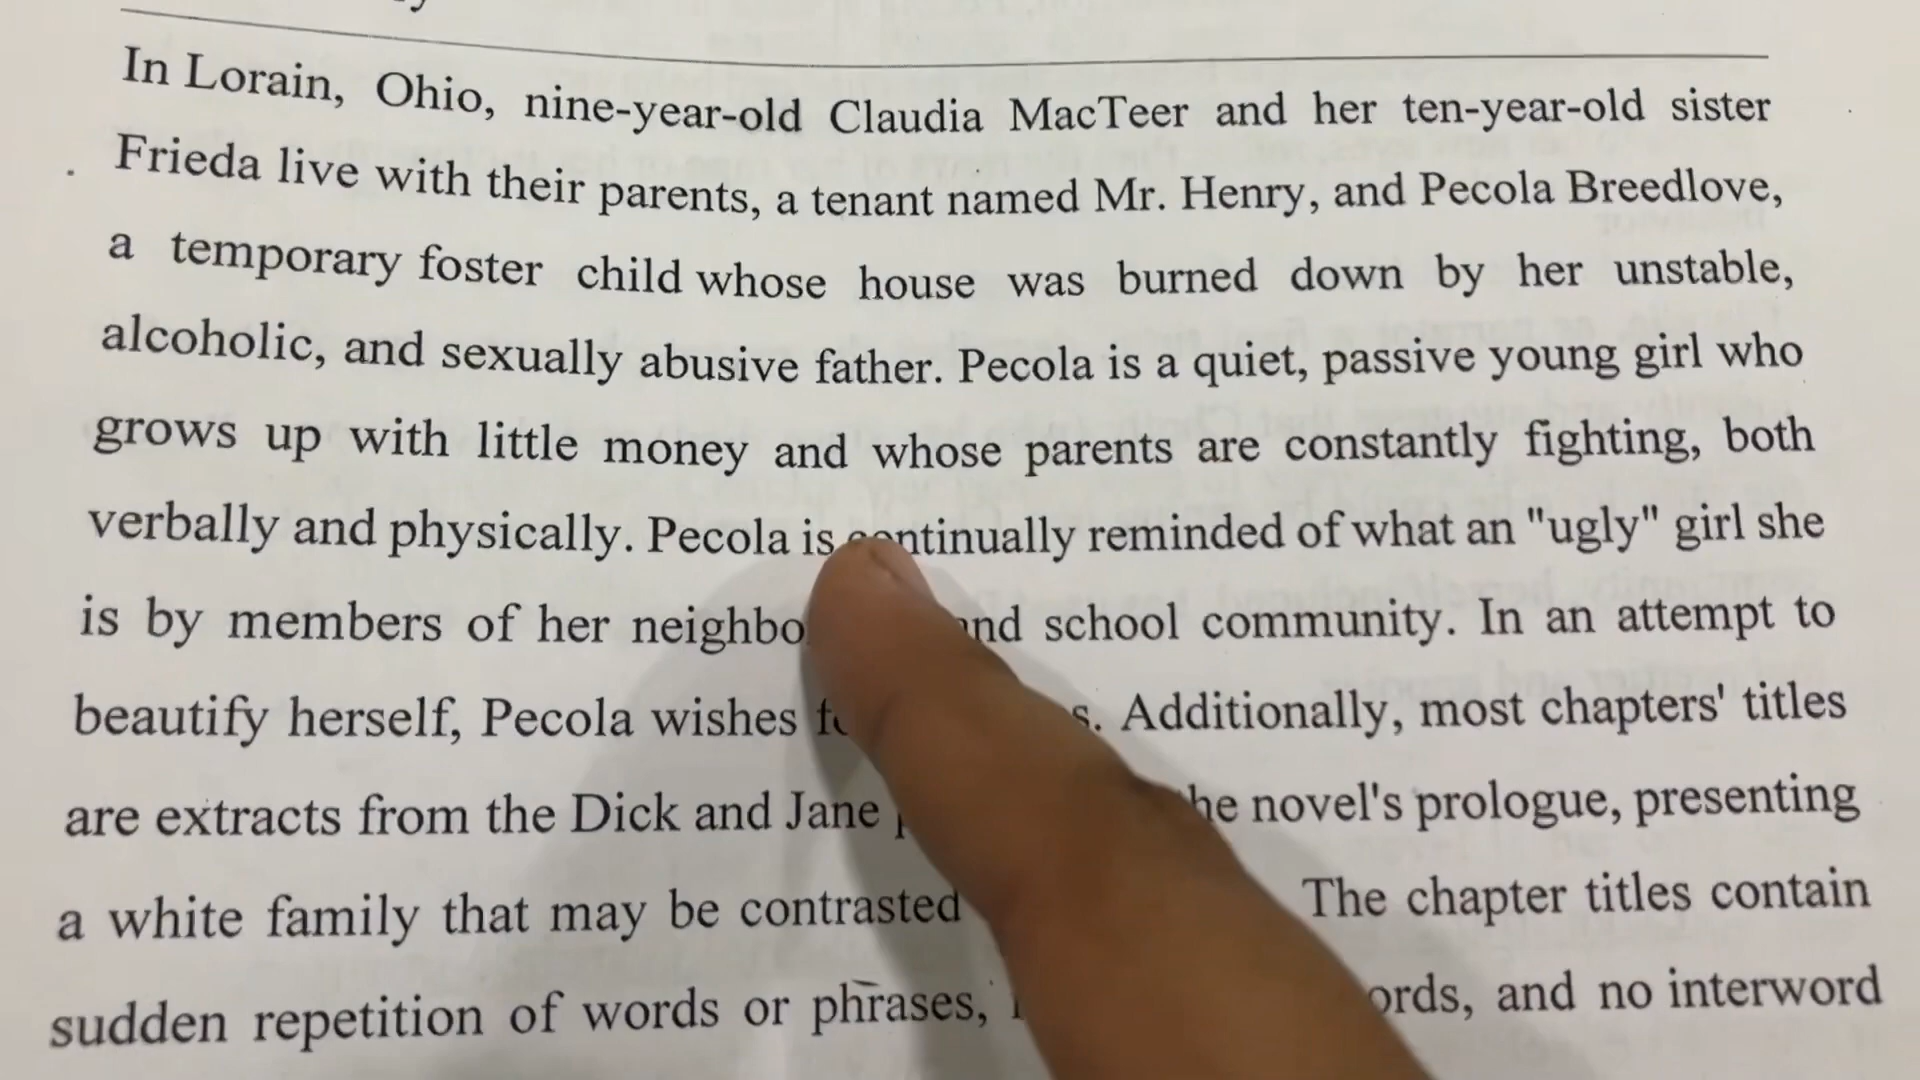 In Lorain, Ohio, nine-year-old Claudia MacTeer and her ten-year-old sister
Frieda live with their parents, a tenant named Mr. Henry, and Pecola Breedlove,
a temporary foster child whose house was burned down by her unstable,
alcoholic, and sexually abusive father. Pecola is a quiet, passive young girl who
grows up with little money and whose parents are constantly fighting, both
verbally and physically. Pecola is continually reminded of what an "ugly" girl she
is by members of her and school community. In an attempt to
beautify herself, Pecola wishes Additionally, most chapters' titles
are extracts from the Dick and Jane the novel's prologue, presenting
a white family that may be contrasted The chapter titles contain
sudden repetition of words or phrases, and no interword